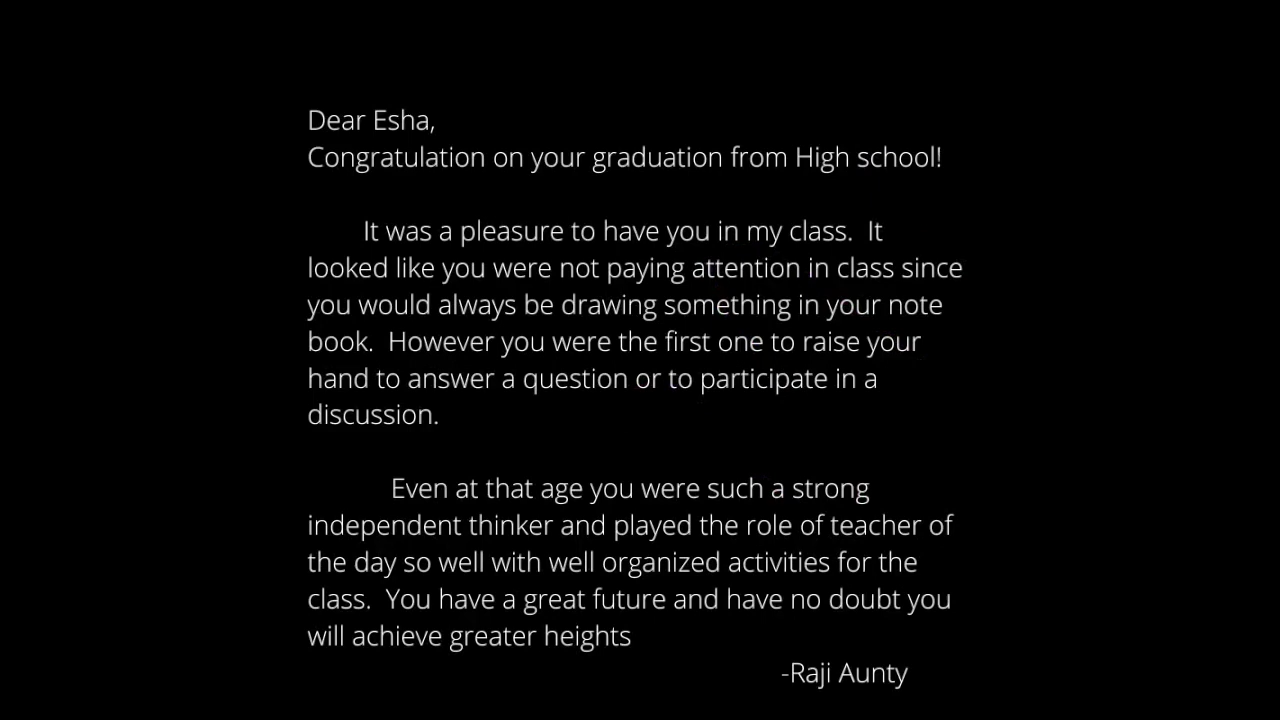 Dear Esha,
Congratulation on your graduation from High school!
It was a pleasure to have you in my class.  It
looked like you were not paying attention in class since
you would always be drawing something in your note
book.  However you were the first one to raise your
hand to answer a question or to participate in a
discussion.
Even at that age you were such a strong
independent thinker and played the role of teacher of
the day so well with well organized activities for the
class.  You have a great future and have no doubt you
will achieve greater heights
-Raji Aunty